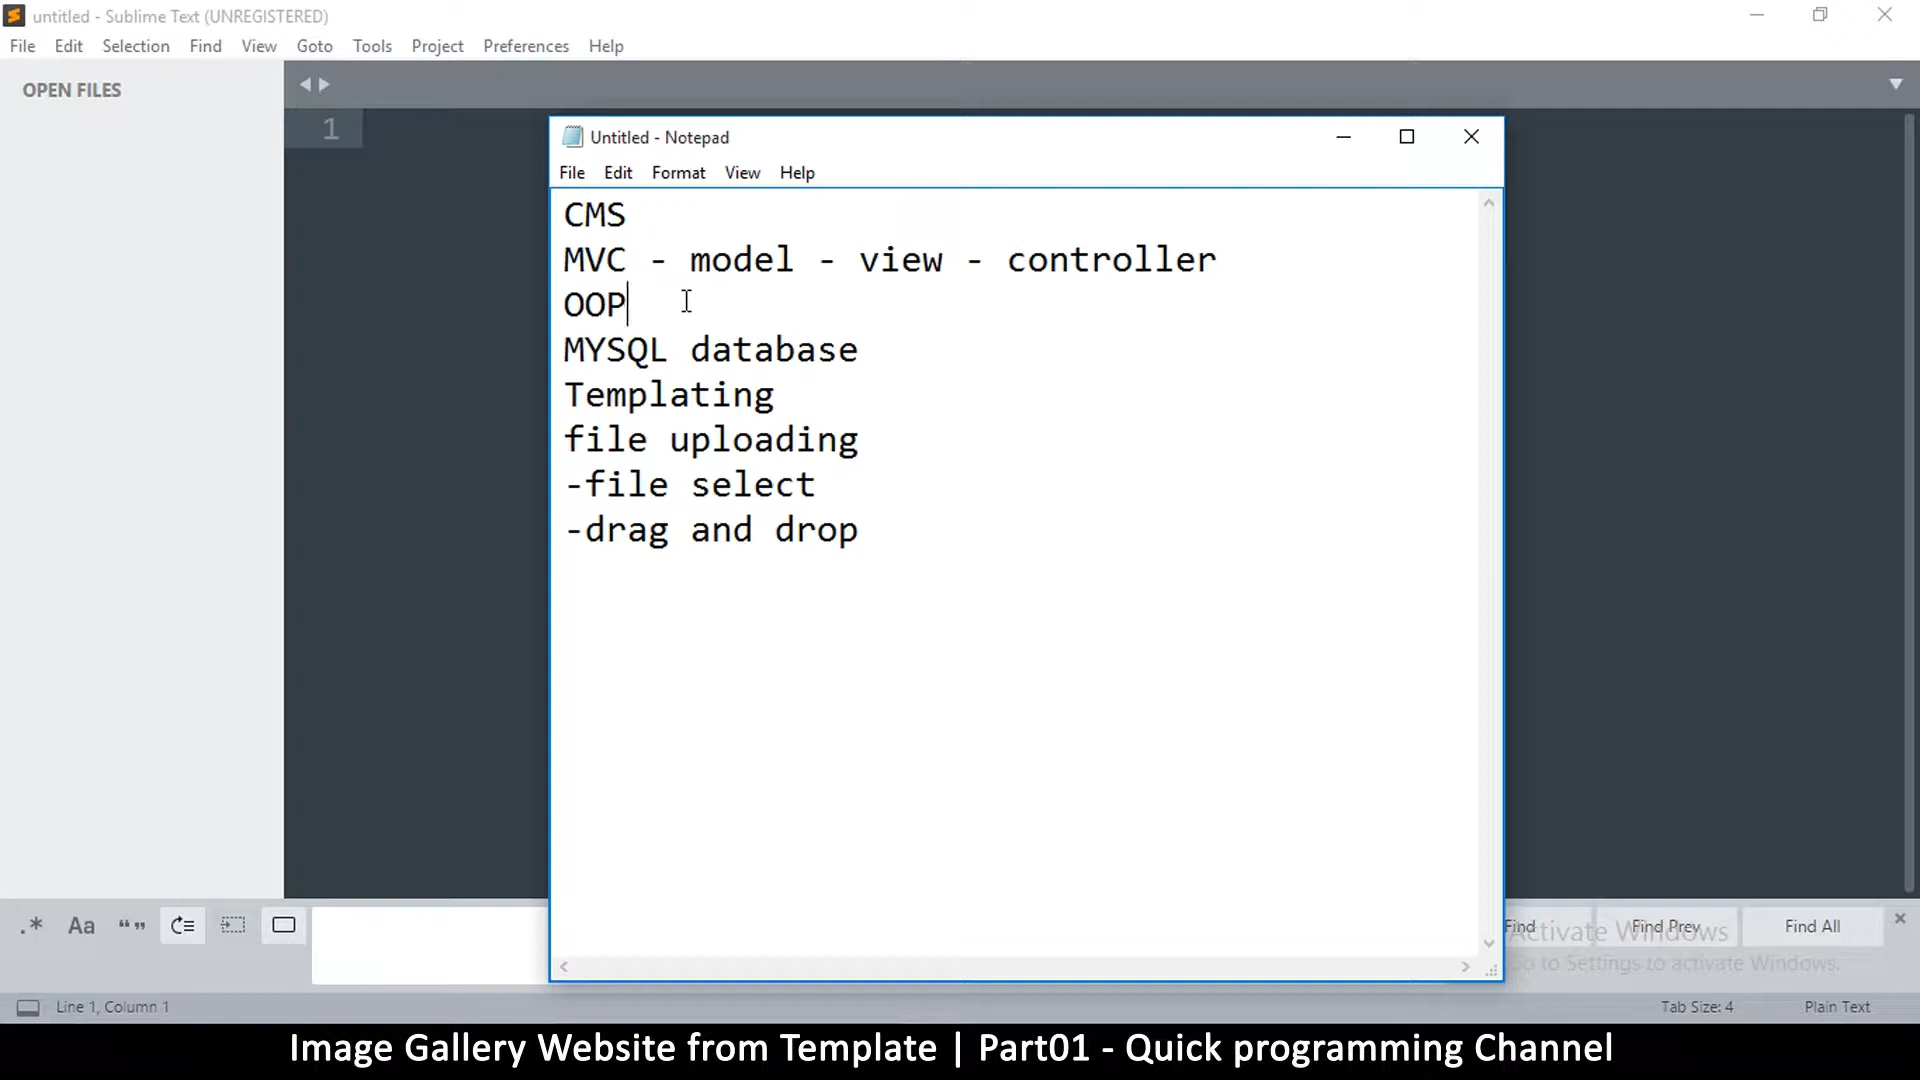 untitled - Sublime Text (UNREGISTERED)
File Edit Selection Find View Goto Tools Project Preferences Help
OPEN FILES
1
Untitled - Notepad
File Edit Format View Help
CMS
MVC - model - view - controller
OOP
MYSQL database
Templating
file uploading
-file select
-drag and drop
.* Aa “ ”
Find Find Prev Find All
Activate Windows
Go to Settings to activate Windows.
Line 1, Column 1
Tab Size: 4 Plain Text
Image Gallery Website from Template | Part01 - Quick programming Channel